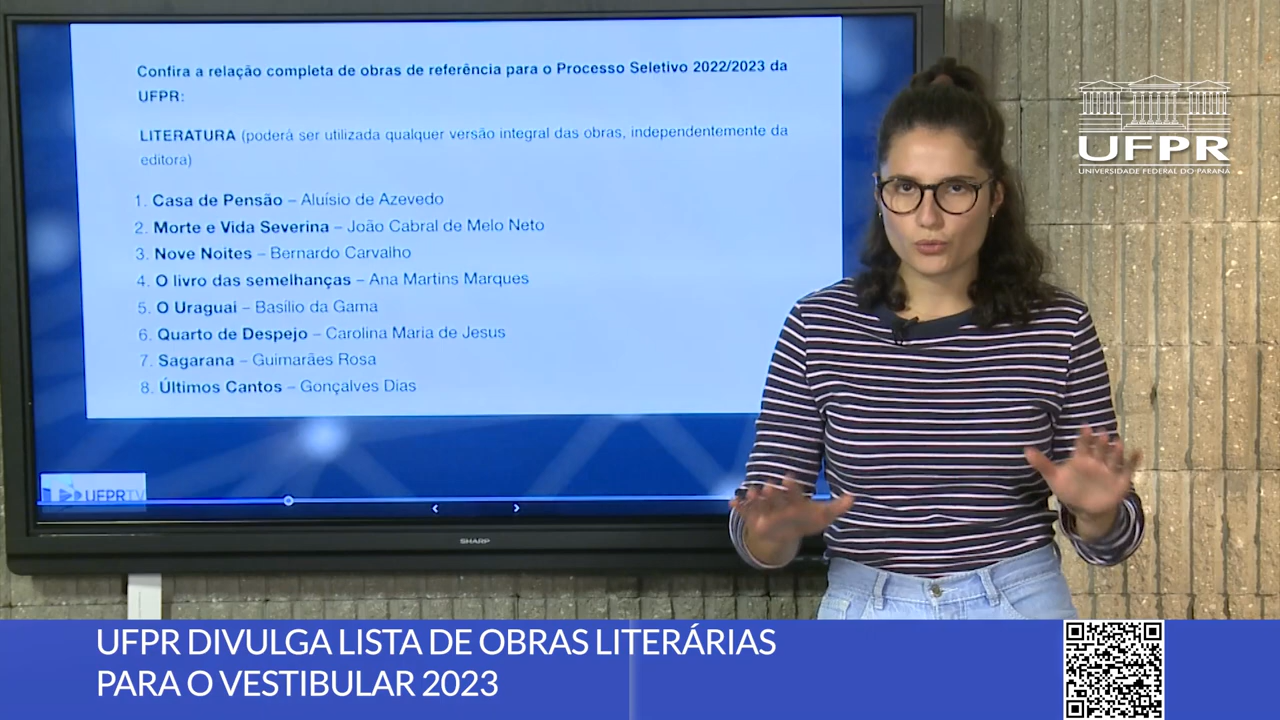 Confira a relação completa de obras de referência para o Processo Seletivo 2022/2023 da
UFPR:
LITERATURA (poderá ser utilizada qualquer versão integral das obras, independentemente da
editora)
1. Casa de Pensão – Aluísio de Azevedo
2. Morte e Vida Severina – João Cabral de Melo Neto
3. Nove Noites – Bernardo Carvalho
4. O livro das semelhanças – Ana Martins Marques
5. O Uraguai – Basílio da Gama
6. Quarto de Despejo – Carolina Maria de Jesus
7. Sagarana – Guimarães Rosa
8. Últimos Cantos – Gonçalves Dias
UFPRTV
SHARP
UFPR
UNIVERSIDADE FEDERAL DO PARANÁ
UFPR DIVULGA LISTA DE OBRAS LITERÁRIAS
PARA O VESTIBULAR 2023